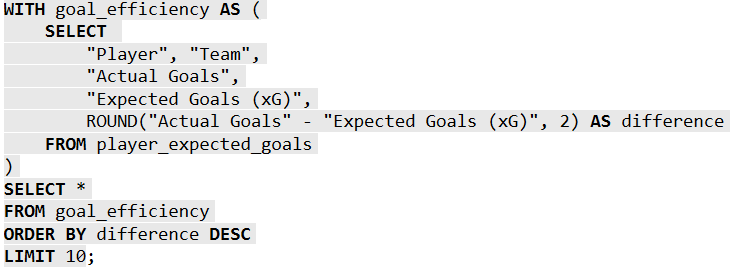 WITH goal_efficiency AS (
    SELECT
        "Player", "Team",
        "Actual Goals",
        "Expected Goals (xG)",
        ROUND("Actual Goals" - "Expected Goals (xG)", 2) AS difference
    FROM player_expected_goals
)
SELECT *
FROM goal_efficiency
ORDER BY difference DESC
LIMIT 10;